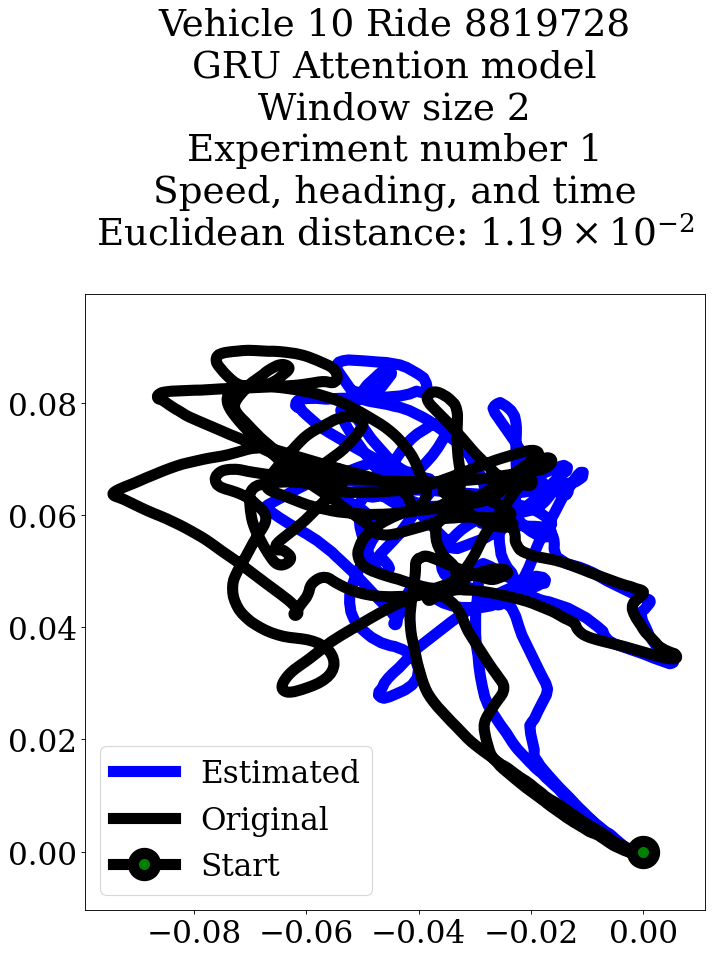 Vehicle 10 Ride 8819728
GRU Attention model
Window size 2
Experiment number 1
Speed, heading, and time
Euclidean distance: 1.19 × 10⁻²
0.08
0.06
0.04
0.02
0.00
Estimated
Original
Start
−0.08 −0.06 −0.04 −0.02 0.00